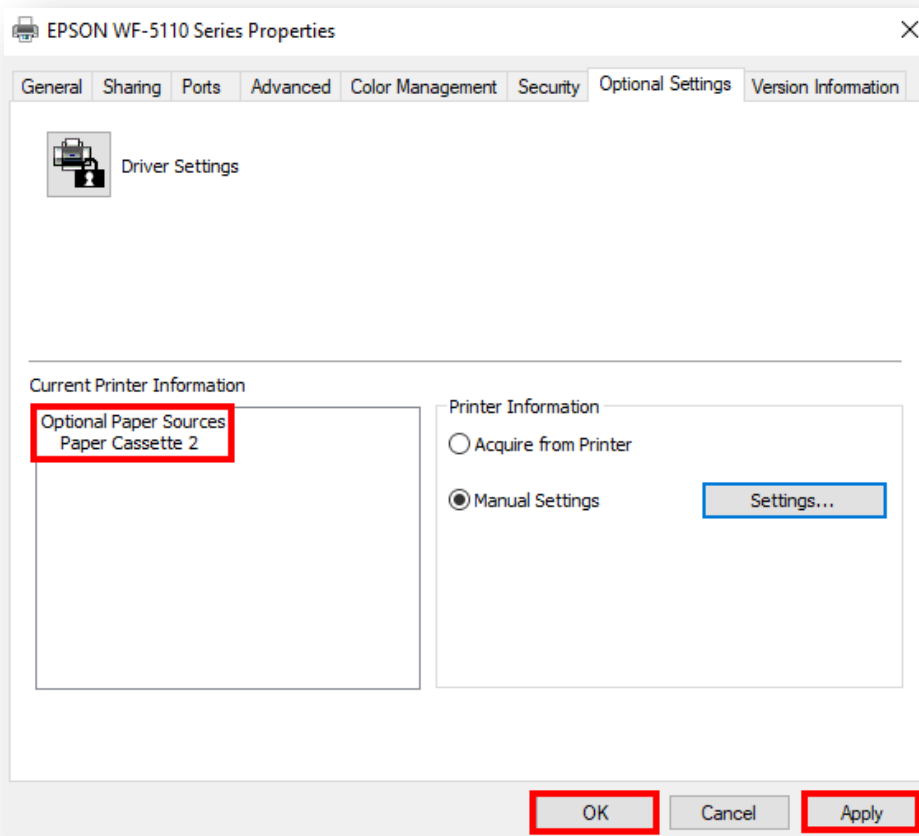 EPSON WF-5110 Series Properties
General Sharing Ports Advanced Color Management Security Optional Settings Version Information
Driver Settings
Current Printer Information
Optional Paper Sources
Paper Cassette 2
Printer Information
Acquire from Printer
Manual Settings Settings...
OK Cancel Apply